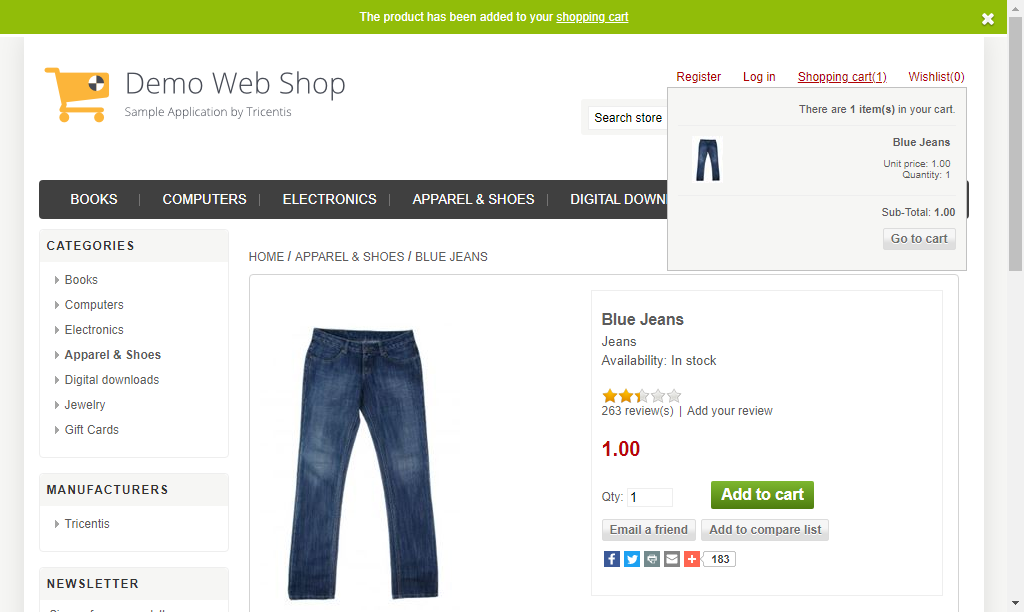 The product has been added to your shopping cart
Demo Web Shop
Sample Application by Tricentis
Register Log in Shopping cart(1) Wishlist(0)
Search store
There are 1 item(s) in your cart.
Blue Jeans
Unit price: 1.00
Quantity: 1
Sub-Total: 1.00
Go to cart
BOOKS COMPUTERS ELECTRONICS APPAREL & SHOES DIGITAL DOWN
CATEGORIES
Books
Computers
Electronics
Apparel & Shoes
Digital downloads
Jewelry
Gift Cards
MANUFACTURERS
Tricentis
NEWSLETTER
HOME / APPAREL & SHOES / BLUE JEANS
Blue Jeans
Jeans
Availability: In stock
263 review(s) | Add your review
1.00
Qty: 1 Add to cart
Email a friend Add to compare list
183